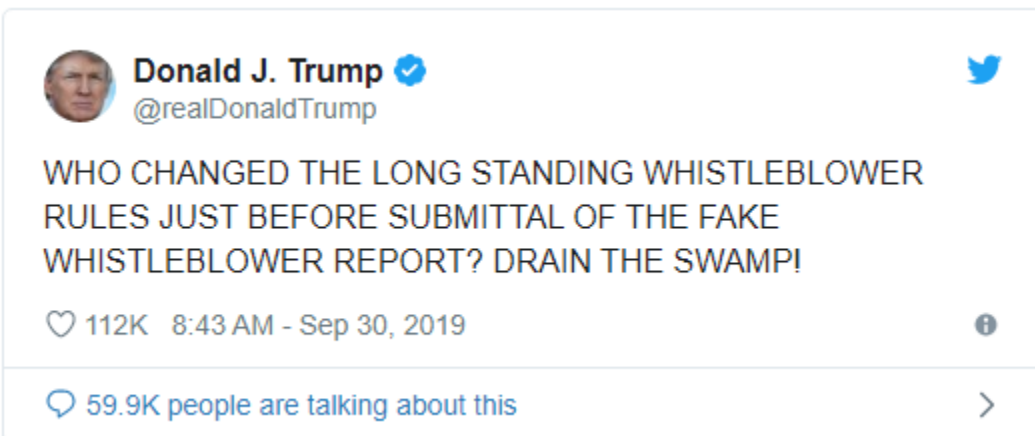 Donald J. Trump
@realDonaldTrump
WHO CHANGED THE LONG STANDING WHISTLEBLOWER
RULES JUST BEFORE SUBMITTAL OF THE FAKE
WHISTLEBLOWER REPORT? DRAIN THE SWAMP!
112K 8:43 AM - Sep 30, 2019
59.9K people are talking about this